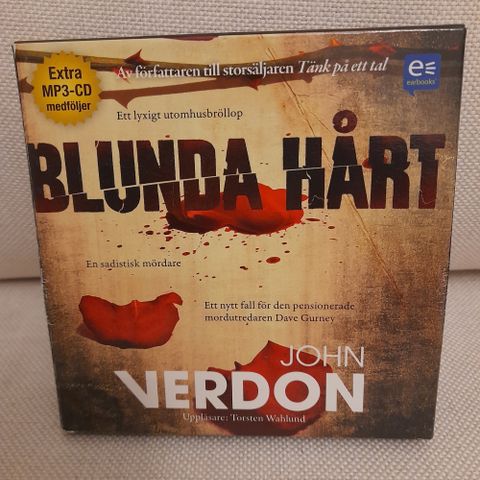 Extra
MP3-CD
medföljer
Av författaren till storsäljaren Tänk på ett tal
e
earbooks
Ett lyxigt utomhusbröllop
BLUNDA HÅRT
En sadistisk mördare
Ett nytt fall för den pensionerade
mordutredaren Dave Gurney
JOHN
VERDON
Uppläsare: Torsten Wahlund